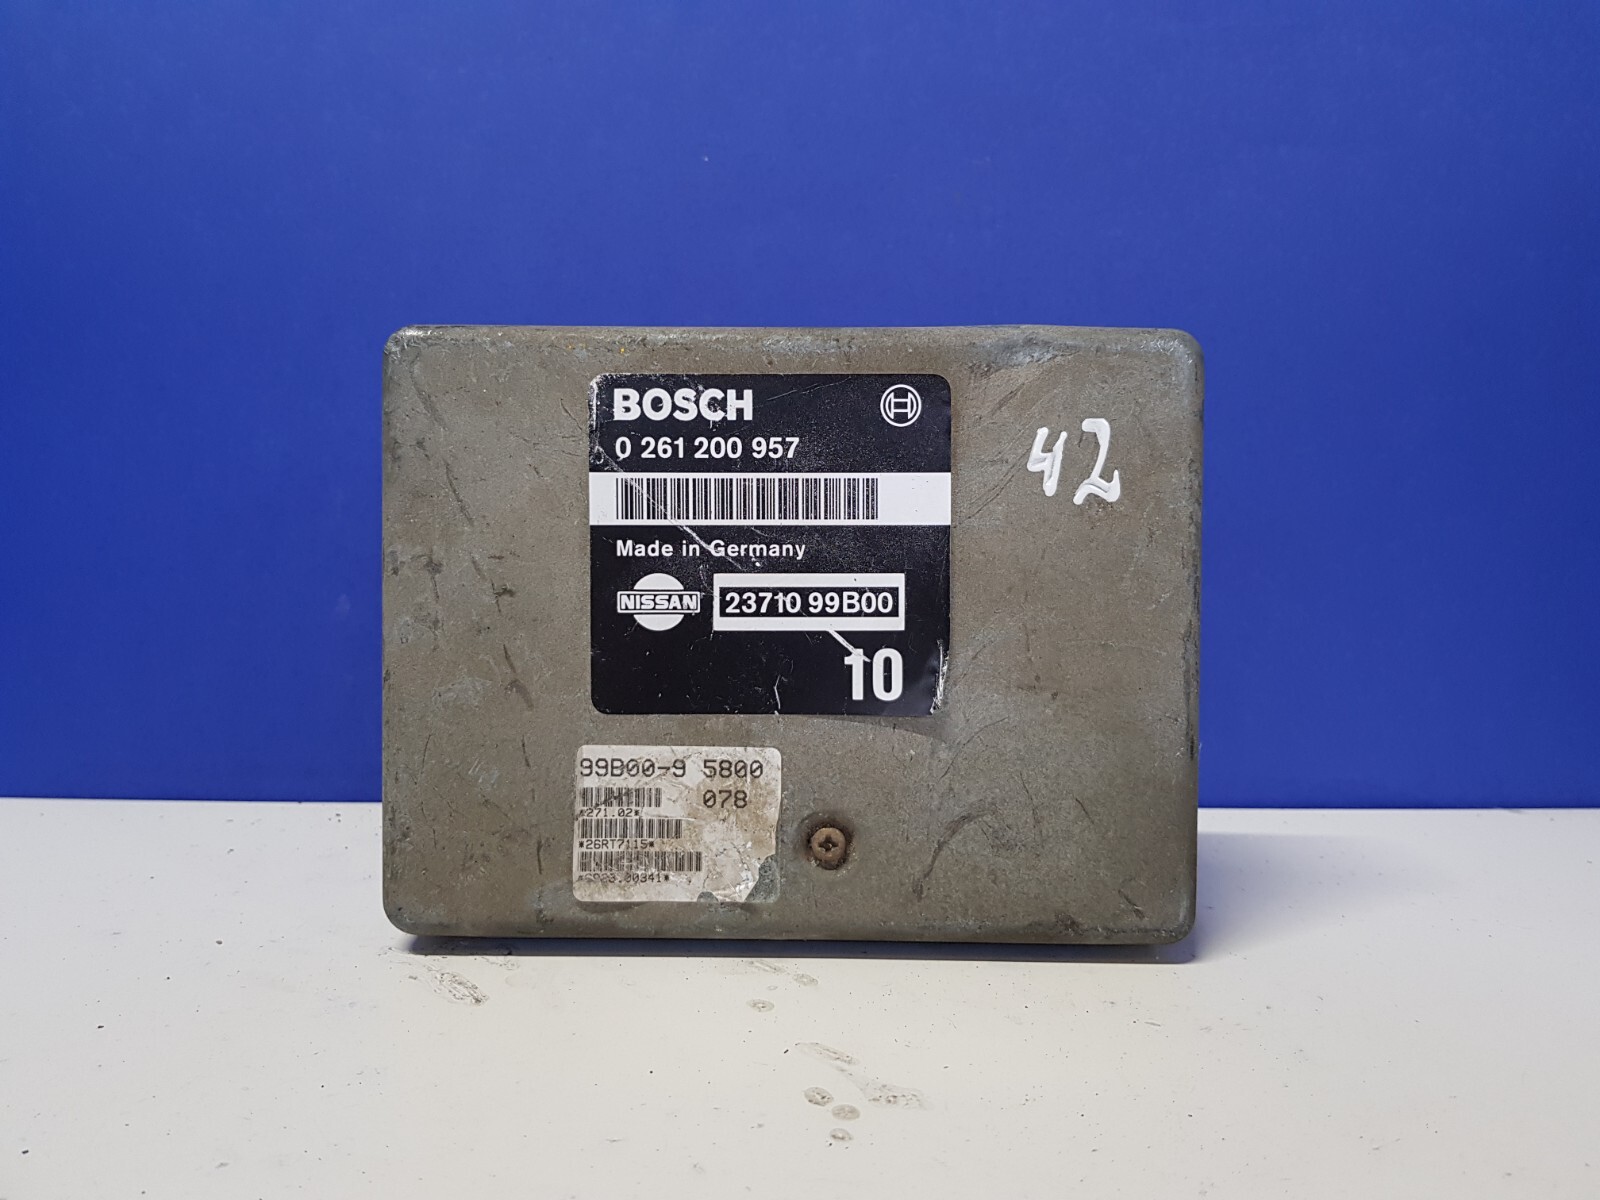 BOSCH
0 261 200 957
42
Made in Germany
NISSAN
23710 99B00
10
99B00-9 5800
078
*271.02*
*26RT7115*